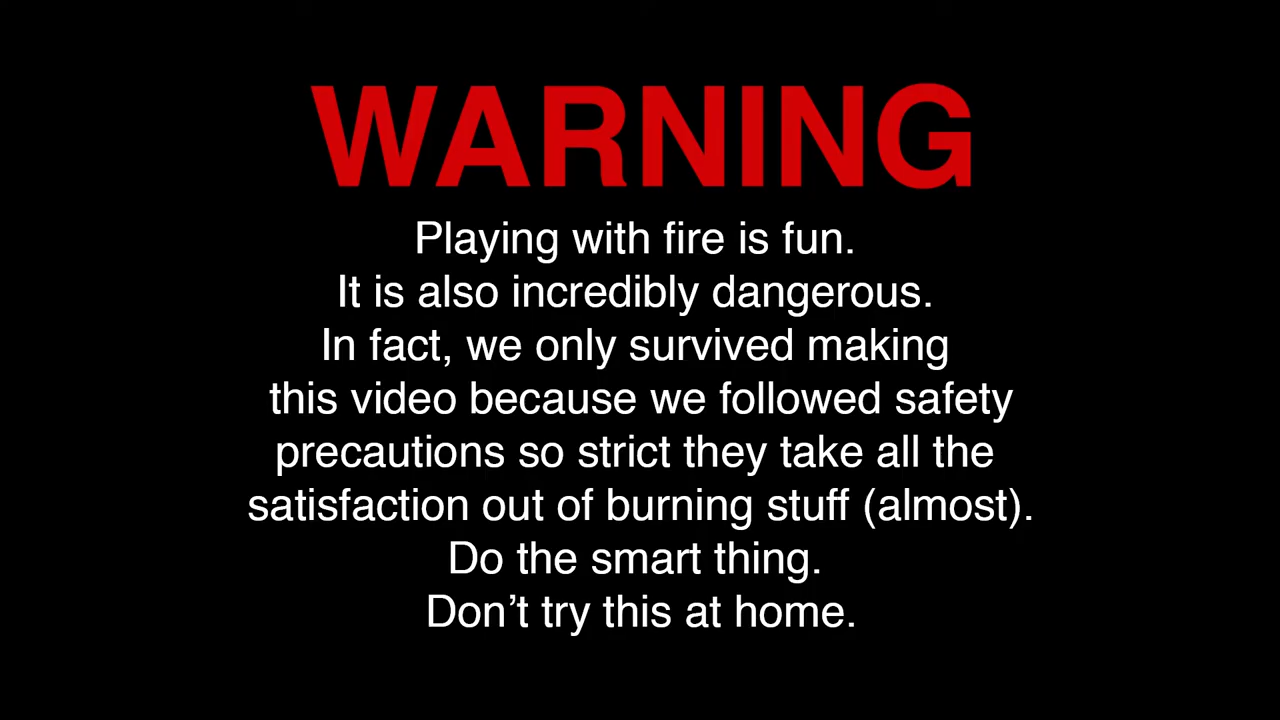 WARNING
Playing with fire is fun.
It is also incredibly dangerous.
In fact, we only survived making
this video because we followed safety
precautions so strict they take all the
satisfaction out of burning stuff (almost).
Do the smart thing.
Don’t try this at home.